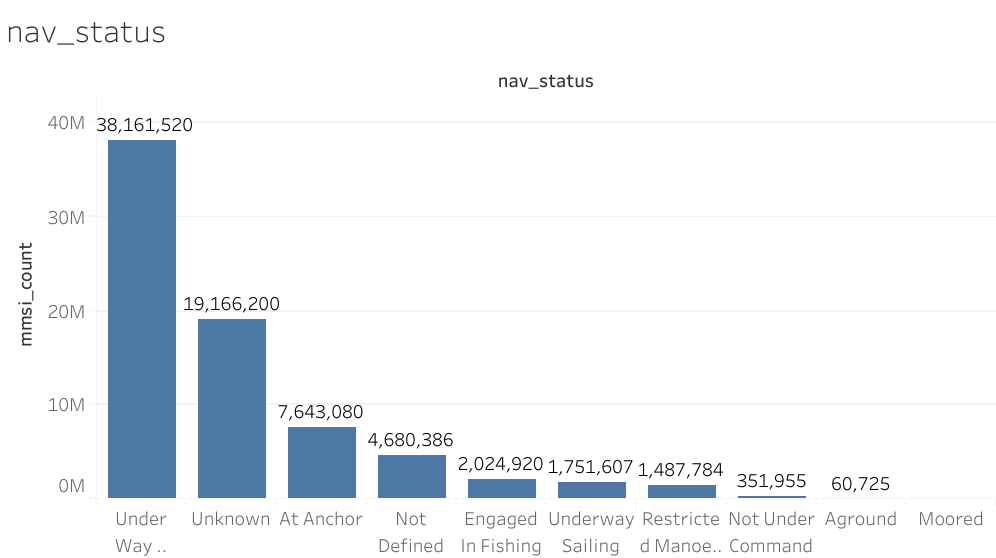 nav_status
nav_status
mmsi_count
40M
30M
20M
10M
0M
38,161,520
19,166,200
7,643,080
4,680,386
2,024,920
1,751,607
1,487,784
351,955
60,725
Under
Way ..
Unknown
At Anchor
Not
Defined
Engaged
In Fishing
Underway
Sailing
Restricte
d Manoe..
Not Under
Command
Aground
Moored